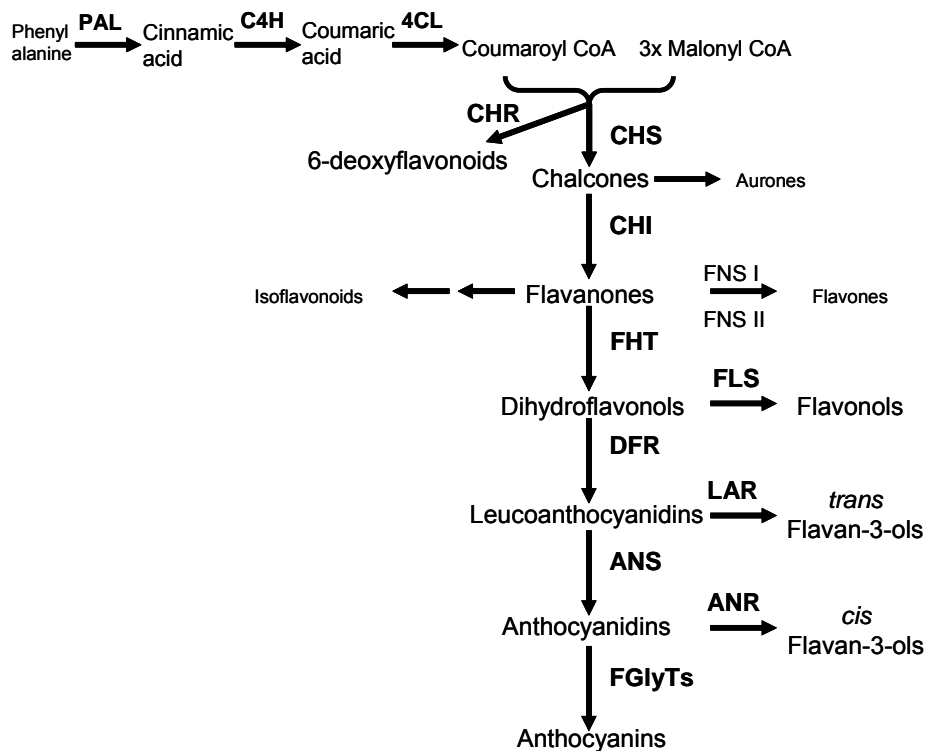 PAL
C4H
4CL
Phenyl
alanine
Cinnamic
acid
Coumaric
acid
Coumaroyl CoA
3x Malonyl CoA
CHR
CHS
6-deoxyflavonoids
Chalcones
Aurones
CHI
Isoflavonoids
Flavanones
FNS I
FNS II
Flavones
FHT
FLS
Dihydroflavonols
Flavonols
DFR
LAR
Leucoanthocyanidins
trans
Flavan-3-ols
ANS
ANR
Anthocyanidins
cis
Flavan-3-ols
FGlyTs
Anthocyanins